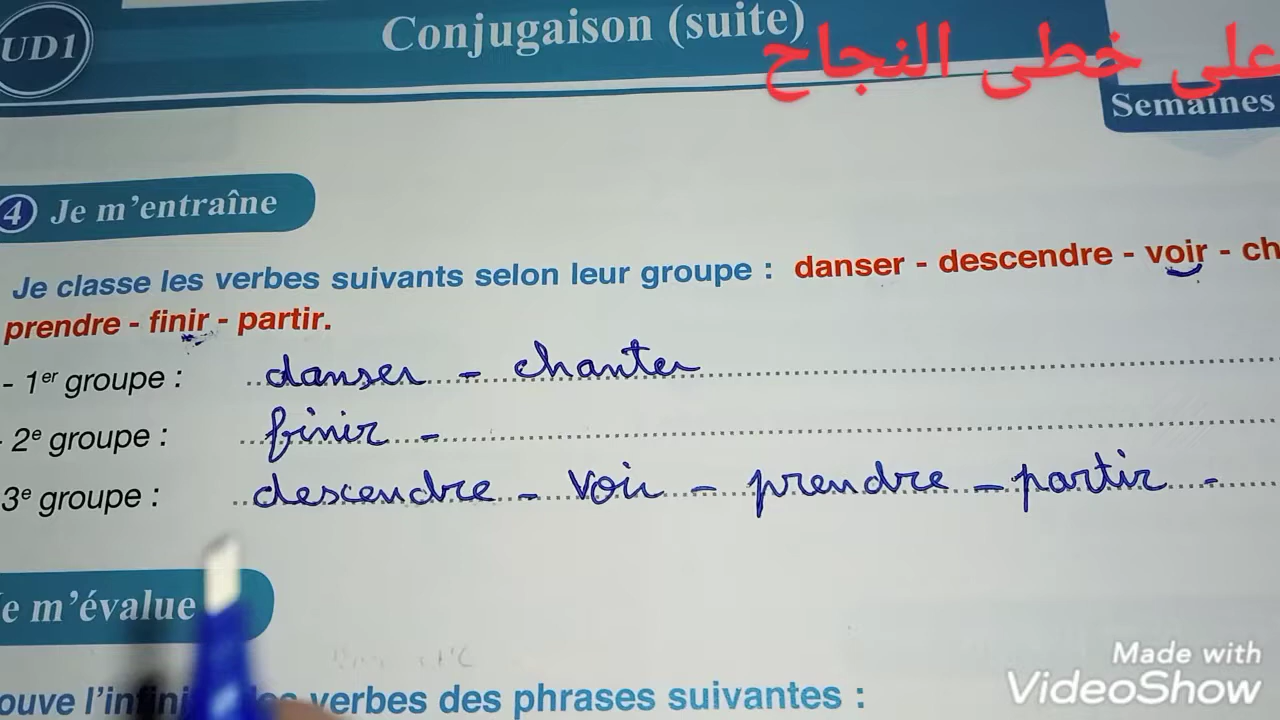 UD1
Conjugaison (suite)
على خطى النجاح
Semaines
4 Je m'entraîne
Je classe les verbes suivants selon leur groupe : danser - descendre - voir - ch
prendre - finir - partir.
- 1er groupe : danser - chanter
- 2e groupe : finir -
3e groupe : descendre - voir - prendre - partir -
e m'évalue
ouve l'infini verbes des phrases suivantes :
Made with
VideoShow